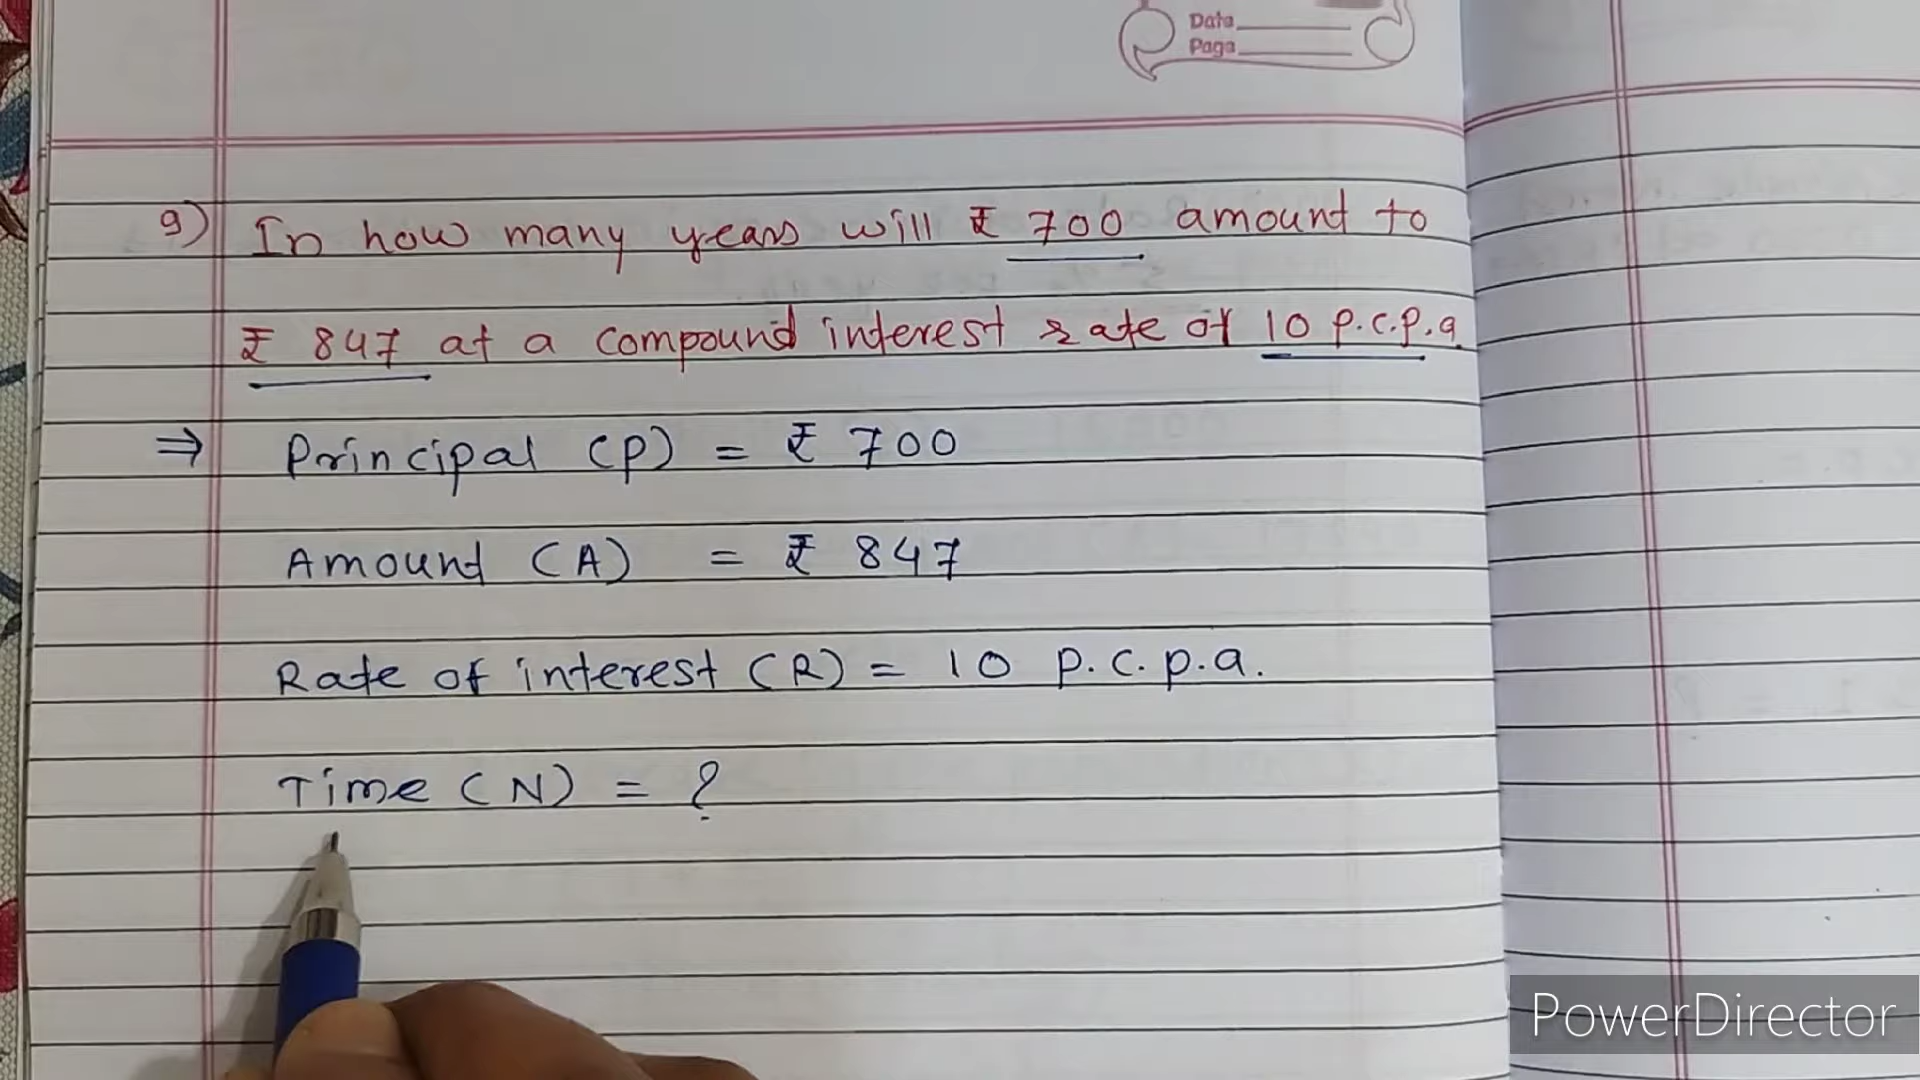 Date
Page
9) In how many years will ₹ 700 amount to
₹ 847 at a compound interest rate of 10 p.c.p.a.
⇒ Principal (P) = ₹ 700
Amount (A) = ₹ 847
Rate of interest (R) = 10 p.c.p.a.
Time (N) = ?
PowerDirector